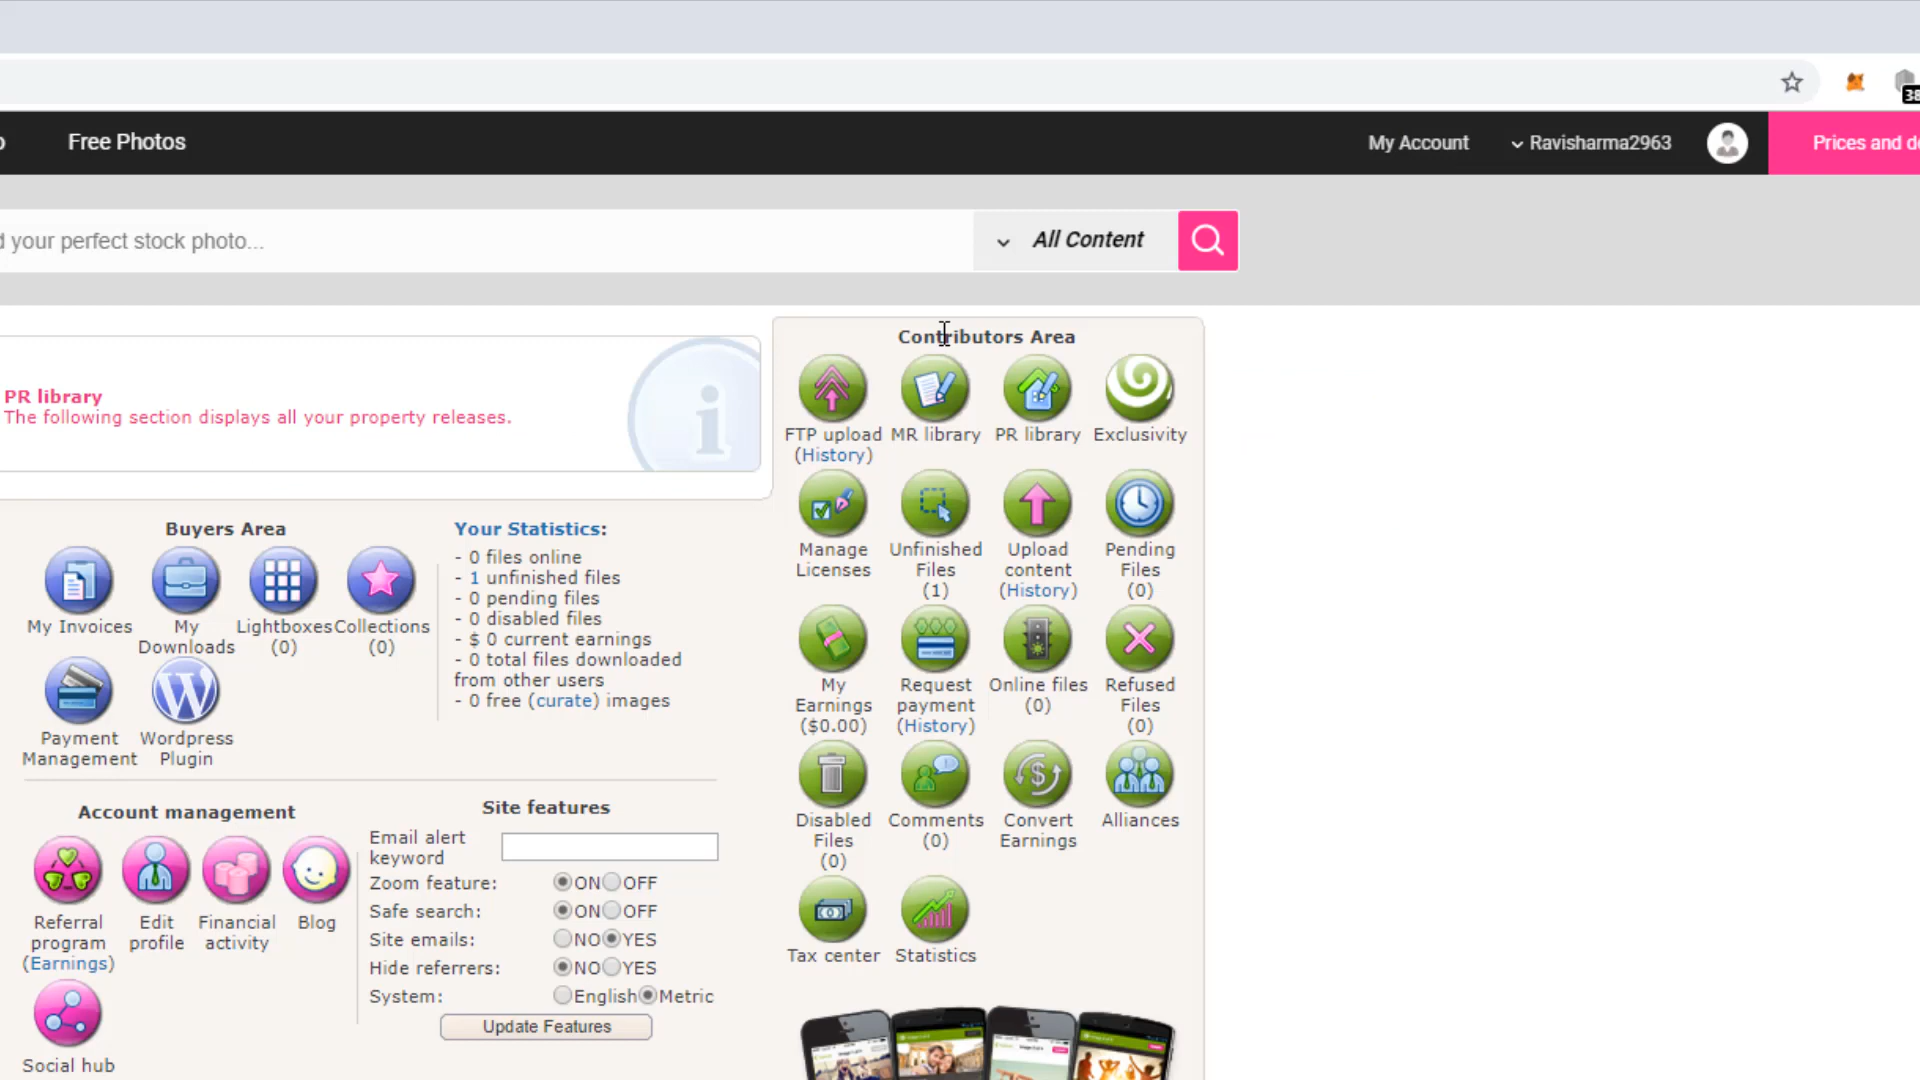 38
Free Photos
My Account
Ravisharma2963
Prices and d
your perfect stock photo...
All Content
PR library
The following section displays all your property releases.
Contributors Area
FTP upload
(History)
MR library
PR library
Exclusivity
Manage
Licenses
Unfinished
Files
(1)
Upload
content
(History)
Pending
Files
(0)
My
Earnings
($0.00)
Request
payment
(History)
Online files
(0)
Refused
Files
(0)
Disabled
Files
(0)
Comments
(0)
Convert
Earnings
Alliances
Tax center
Statistics
Buyers Area
My Invoices
My
Downloads
Lightboxes
(0)
Collections
(0)
Payment
Management
Wordpress
Plugin
Your Statistics:
- 0 files online
- 1 unfinished files
- 0 pending files
- 0 disabled files
- $ 0 current earnings
- 0 total files downloaded
from other users
- 0 free (curate) images
Account management
Referral
program
(Earnings)
Edit
profile
Financial
activity
Blog
Social hub
Site features
Email alert
keyword
Zoom feature: ON OFF
Safe search: ON OFF
Site emails: NO YES
Hide referrers: NO YES
System: English Metric
Update Features